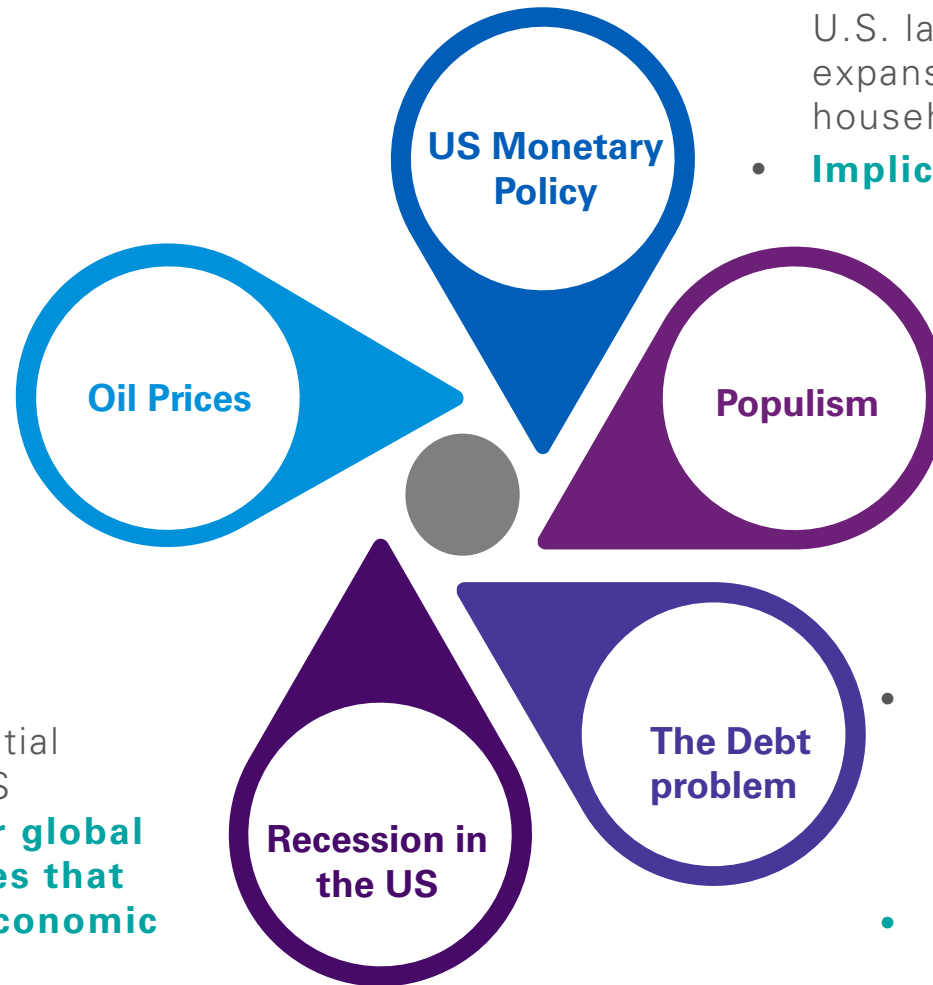 U.S. la
expans
househ
• Implic
US Monetary
Policy
Oil Prices
Populism
•
The Debt
problem
tial
S
r global
es that
conomic
Recession in
the US
•